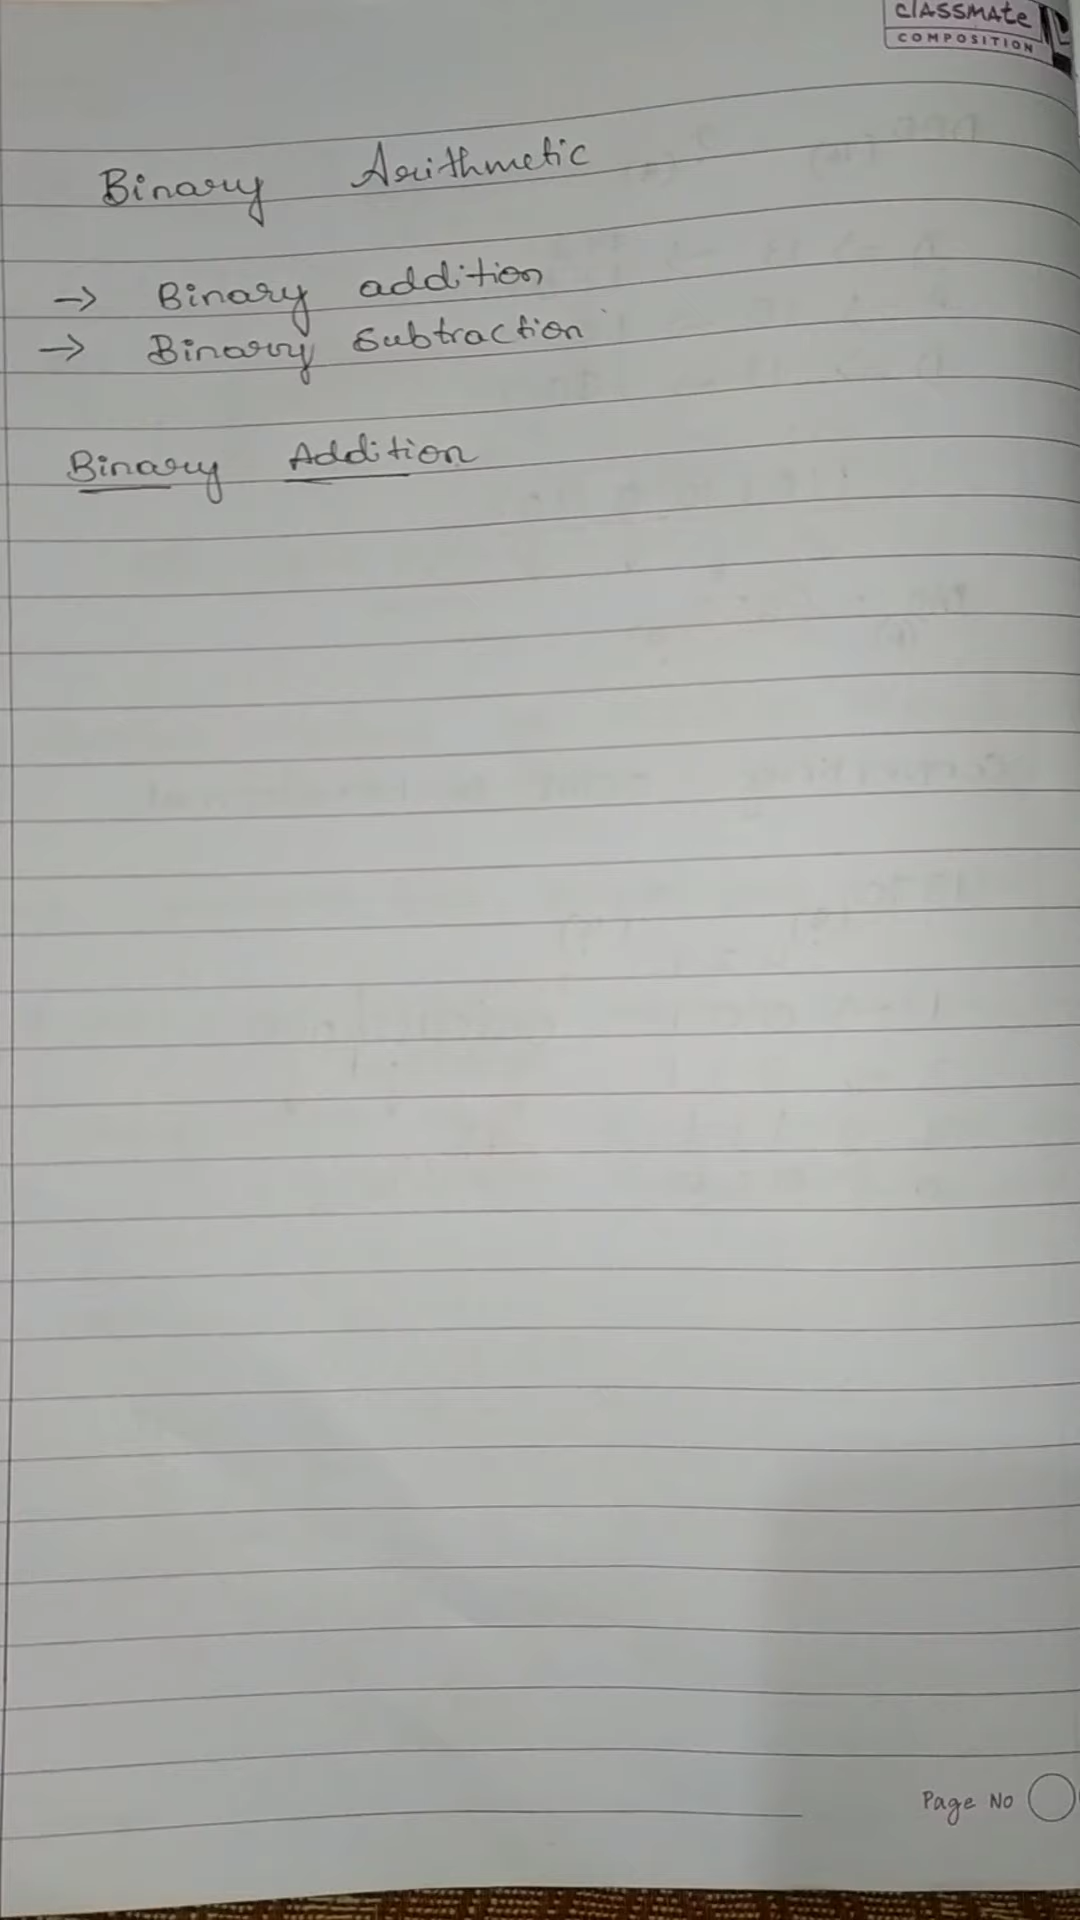 CLASSMATE
COMPOSITION
Binary Arithmetic
→ Binary addition
→ Binary Subtraction
Binary Addition
Page No